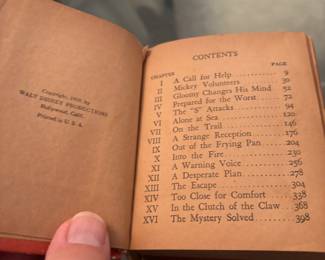 Copyright, by
WALT DISNEY PRODUCTIONS
Hollywood, Calif.
Printed in U.S.A.
CONTENTS
CHAPTER PAGE
I A Call for Help 9
II Mickey Volunteers 30
III Gloomy Changes His Mind 52
IV Prepared for the Worst 72
V The "S" Attacks 94
VI Alone at Sea 120
VII On the Trail 146
VIII A Strange Reception 176
IX Out of the Frying Pan 204
X Into the Fire 230
XI A Warning Voice 256
XII A Desperate Plan 278
XIII The Escape 304
XIV Too Close for Comfort 338
XV In the Clutch of the Claw 368
XVI The Mystery Solved 398